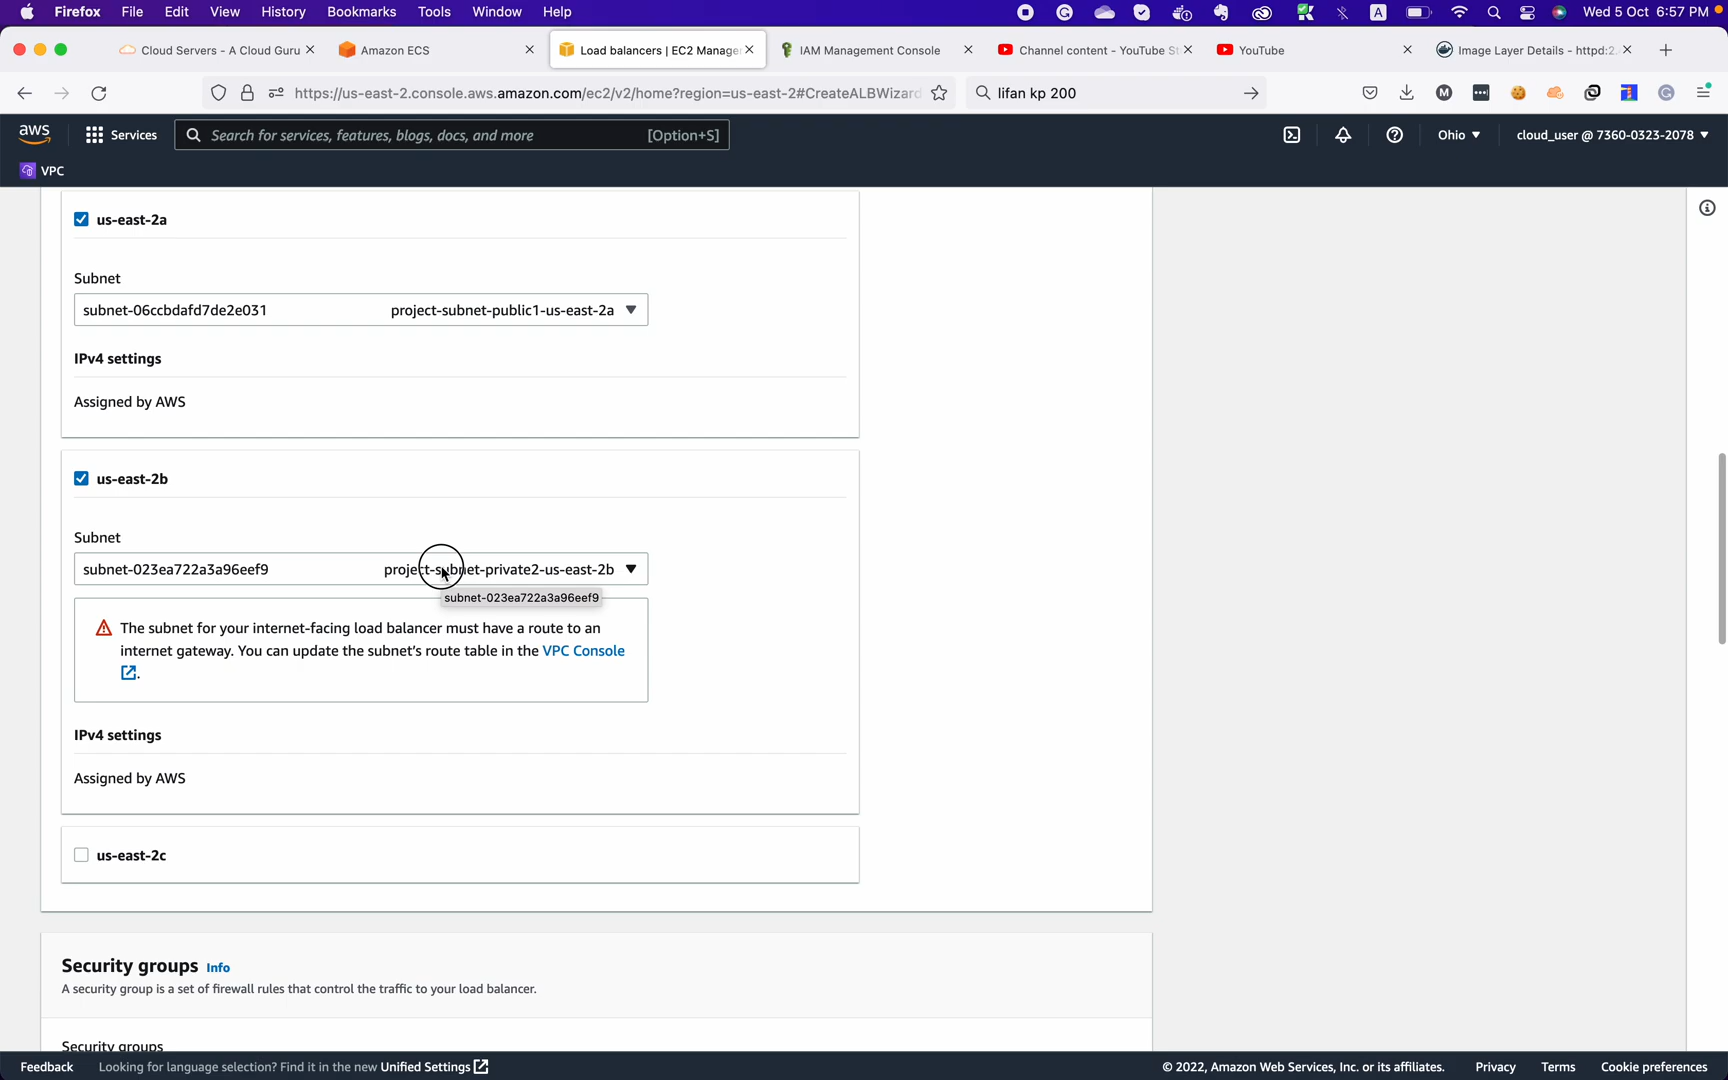 Firefox File Edit View History Bookmarks Tools Window Help A Wed 5 Oct 6:57 PM
Cloud Servers - A Cloud Guru Amazon ECS Load balancers | EC2 Manage IAM Management Console Channel content - YouTube St YouTube Image Layer Details - httpd:2.
https://us-east-2.console.aws.amazon.com/ec2/v2/home?region=us-east-2#CreateALBWizard lifan kp 200
aws Services Search for services, features, blogs, docs, and more [Option+S] Ohio cloud_user @ 7360-0323-2078
VPC
us-east-2a
Subnet
subnet-06ccbdafd7de2e031 project-subnet-public1-us-east-2a
IPv4 settings
Assigned by AWS
us-east-2b
Subnet
subnet-023ea722a3a96eef9 project-subnet-private2-us-east-2b
subnet-023ea722a3a96eef9
The subnet for your internet-facing load balancer must have a route to an
internet gateway. You can update the subnet's route table in the VPC Console
.
IPv4 settings
Assigned by AWS
us-east-2c
Security groups Info
A security group is a set of firewall rules that control the traffic to your load balancer.
Security groups
Feedback Looking for language selection? Find it in the new Unified Settings © 2022, Amazon Web Services, Inc. or its affiliates. Privacy Terms Cookie preferences